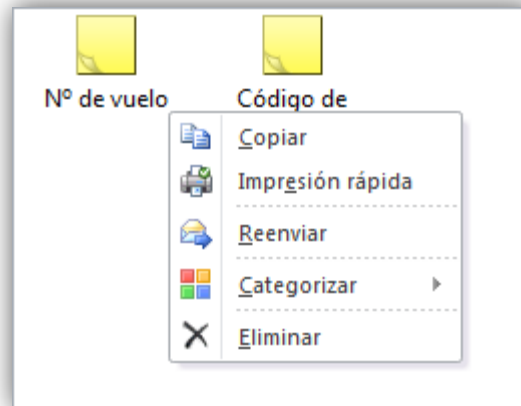 Nº de vuelo
Código de
Copiar
Impresión rápida
Reenviar
Categorizar
Eliminar